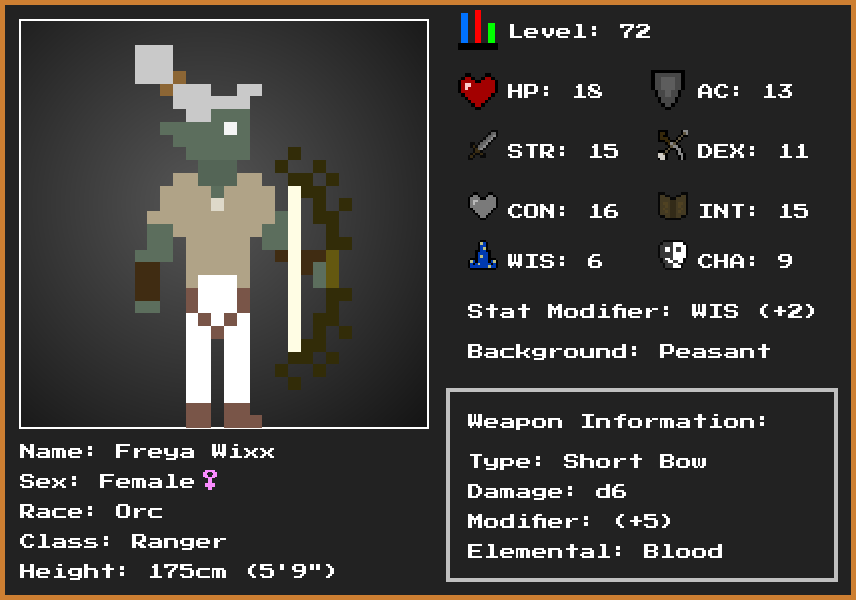 Level: 72
HP: 18 AC: 13
STR: 15 DEX: 11
CON: 16 INT: 15
WIS: 6 CHA: 9
Stat Modifier: WIS (+2)
Background: Peasant
Name: Freya Wixx
Sex: Female♀
Race: Orc
Class: Ranger
Height: 175cm (5'9")
Weapon Information:
Type: Short Bow
Damage: d6
Modifier: (+5)
Elemental: Blood